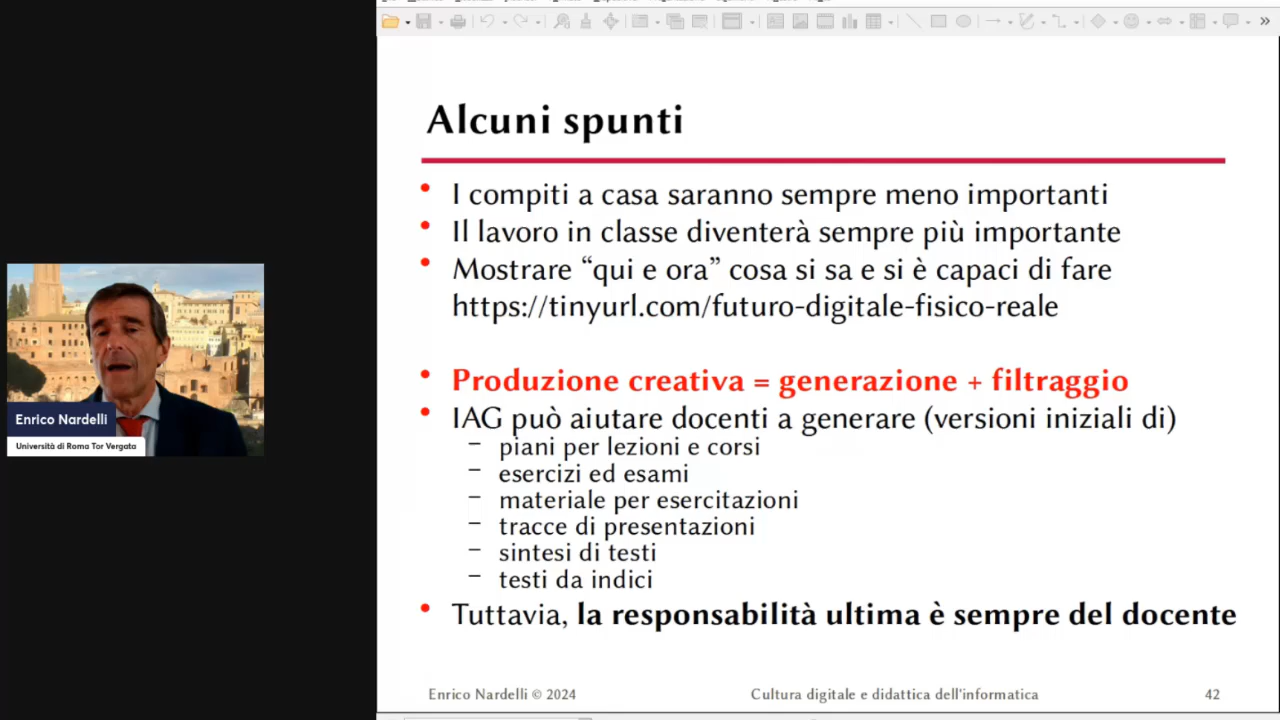 Alcuni spunti
• I compiti a casa saranno sempre meno importanti
• Il lavoro in classe diventerà sempre più importante
• Mostrare “qui e ora” cosa si sa e si è capaci di fare
https://tinyurl.com/futuro-digitale-fisico-reale
• Produzione creativa = generazione + filtraggio
• IAG può aiutare docenti a generare (versioni iniziali di)
– piani per lezioni e corsi
– esercizi ed esami
– materiale per esercitazioni
– tracce di presentazioni
– sintesi di testi
– testi da indici
• Tuttavia, la responsabilità ultima è sempre del docente
Enrico Nardelli © 2024
Cultura digitale e didattica dell'informatica
42
Enrico Nardelli
Università di Roma Tor Vergata